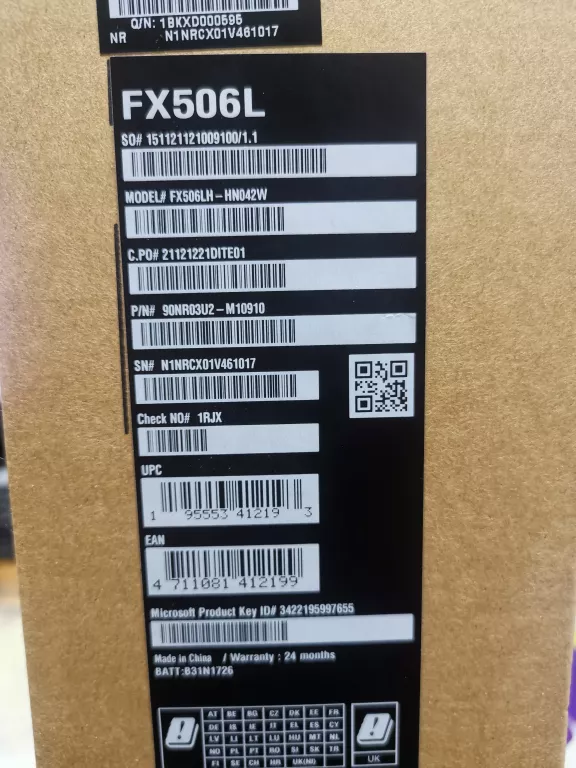 Q/N: 1BKXD000595
NR N1NRCX01V461017
FX506L
SO# 151121121009100/1.1
MODEL# FX506LH-HN042W
C.PO# 21121221DITE01
P/N# 90NR03U2-M10910
SN# N1NRCX01V461017
Check NO# 1RJX
UPC
1 95553 41219 3
EAN
4 711081 412199
Microsoft Product Key ID# 3422195997655
Made in China / Warranty : 24 months
BATT:B31N1726
AT BE BG CZ DK EE FR
DE IS IE IT EL ES CY
LV LI LT LU HU MT NL
NO PL PT RO SI SK TR
FI SE CH HR UK(NI)
UK